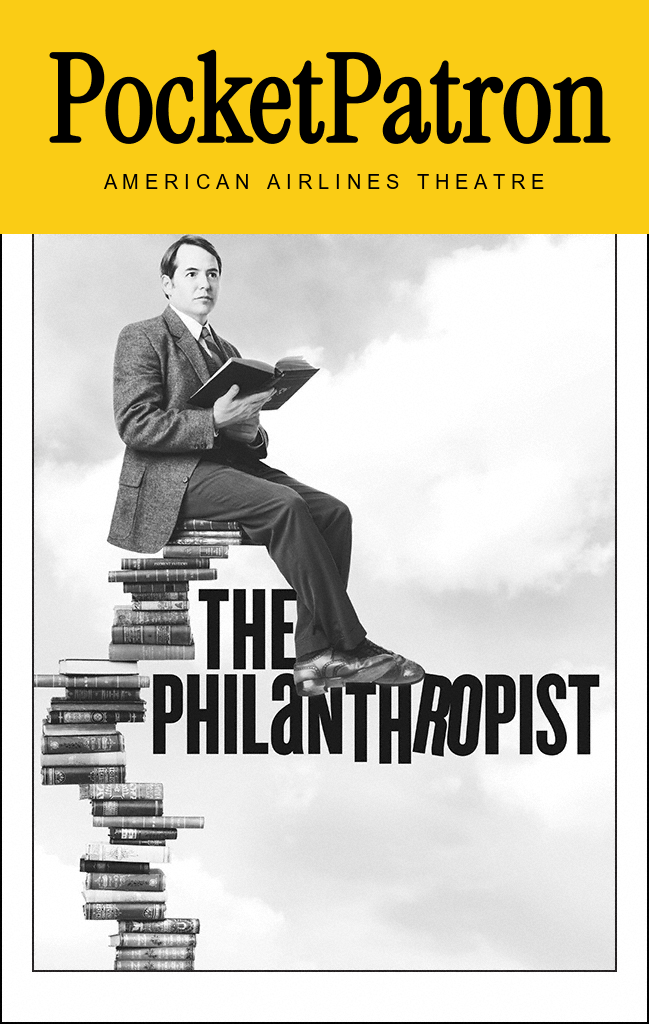 PocketPatron
AMERICAN AIRLINES THEATRE
THE
PHILaNTHROPIST